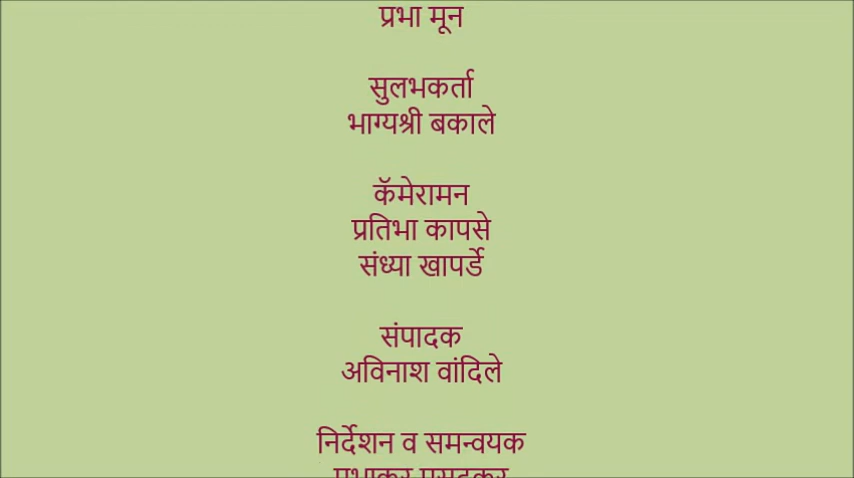 प्रभा मून
सुलभकर्ता
भाग्यश्री बकाले
कॅमेरामन
प्रतिभा कापसे
संध्या खापर्डे
संपादक
अविनाश वांदिले
निर्देशन व समन्वयक